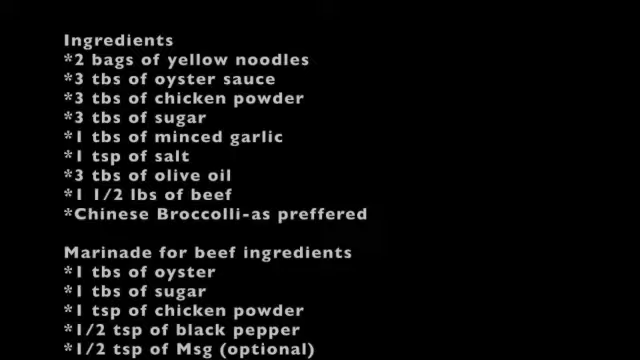 Ingredients
*2 bags of yellow noodles
*3 tbs of oyster sauce
*3 tbs of chicken powder
*3 tbs of sugar
*1 tbs of minced garlic
*1 tsp of salt
*3 tbs of olive oil
*1 1/2 lbs of beef
*Chinese Broccolli-as preffered
Marinade for beef ingredients
*1 tbs of oyster
*1 tbs of sugar
*1 tsp of chicken powder
*1/2 tsp of black pepper
*1/2 tsp of Msg (optional)